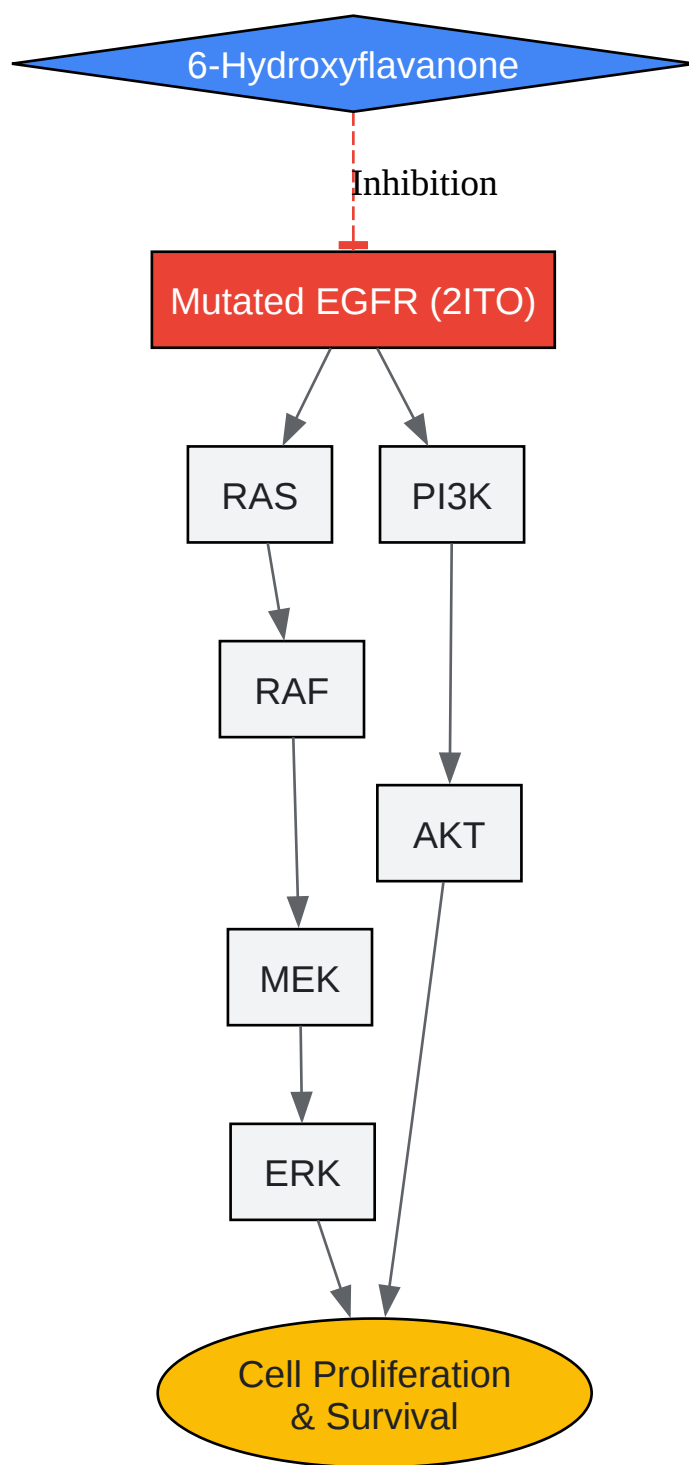 6-Hydroxyflavanone
Inhibition
Mutated EGFR (2ITO)
RAS
PI3K
RAF
AKT
MEK
ERK
Cell Proliferation
& Survival